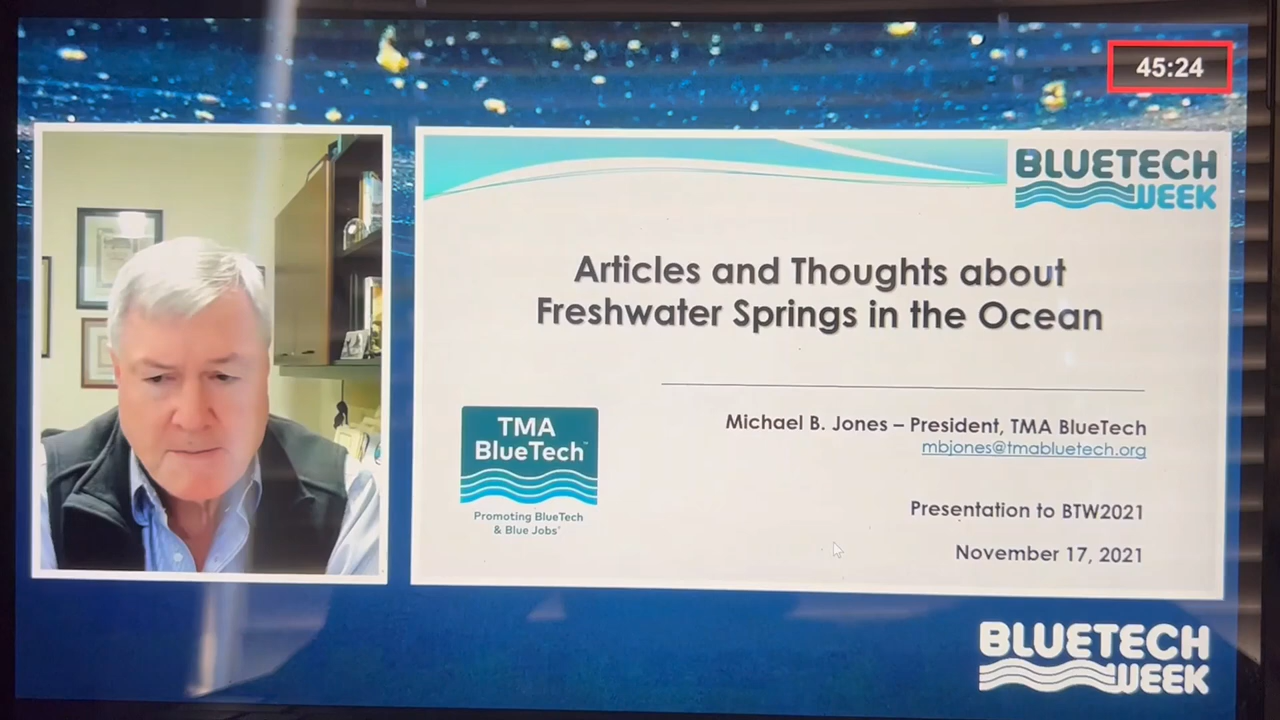 45:24
BLUETECH
WEEK
Articles and Thoughts about
Freshwater Springs in the Ocean
Michael B. Jones – President, TMA BlueTech
mbjones@tmabluetech.org
TMA
BlueTech™
Promoting BlueTech
& Blue Jobs®
Presentation to BTW2021
November 17, 2021
BLUETECH
WEEK